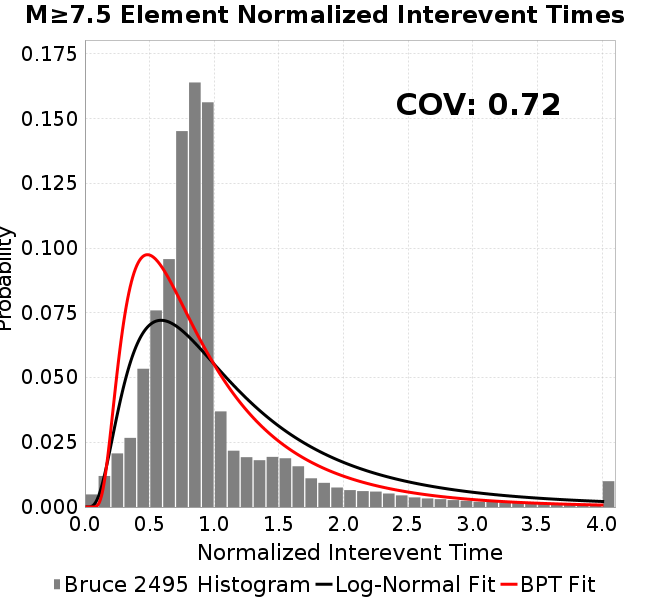 M≥7.5 Element Normalized Interevent Times
COV: 0.72
0.175
0.150
0.125
0.100
0.075
0.050
0.025
0.000
Probability
0.0 0.5 1.0 1.5 2.0 2.5 3.0 3.5 4.0
Normalized Interevent Time
Bruce 2495 Histogram Log-Normal Fit BPT Fit